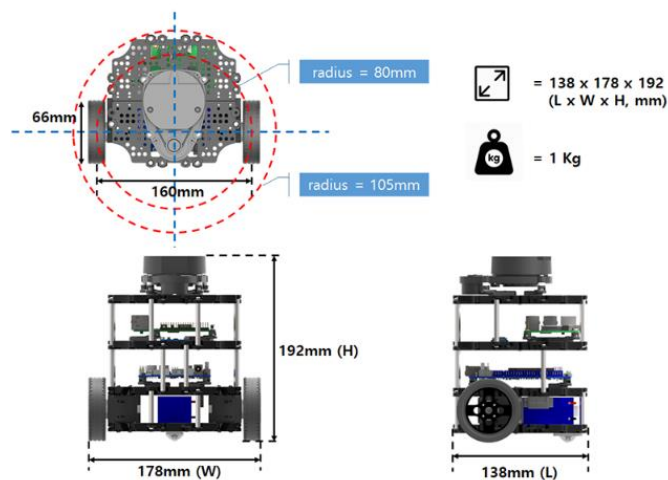 radius = 80mm
66mm
160mm
radius = 105mm
= 138 x 178 x 192
(L x W x H, mm)
kg
= 1 Kg
192mm (H)
178mm (W)
138mm (L)